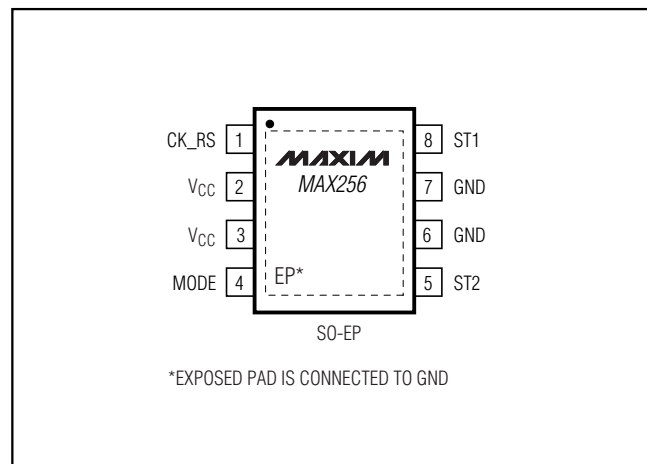 CK_RS 1 MAXIM 8 ST1
VCC 2 MAX256 7 GND
VCC 3 6 GND
MODE 4 EP* 5 ST2
SO-EP
*EXPOSED PAD IS CONNECTED TO GND